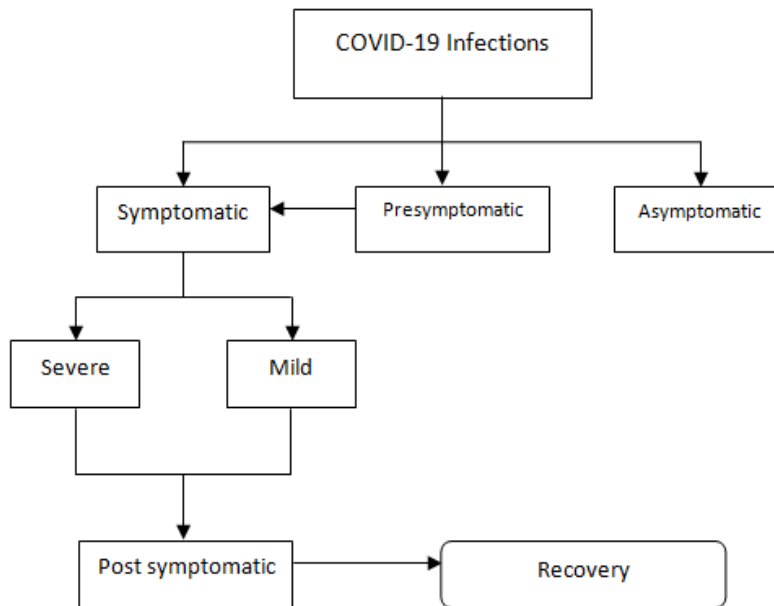 COVID-19 Infections
Symptomatic
Presymptomatic
Asymptomatic
Severe
Mild
Post symptomatic
Recovery